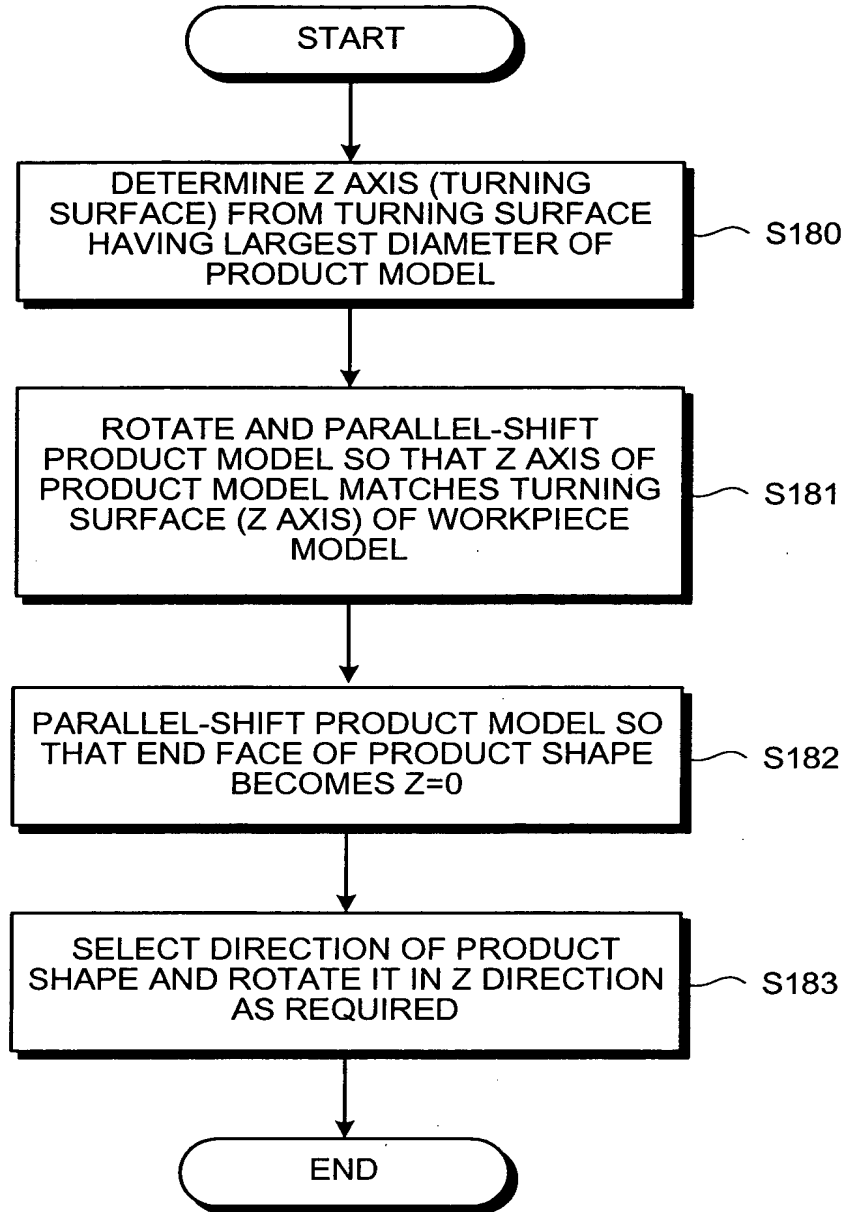 START
DETERMINE Z AXIS (TURNING
SURFACE) FROM TURNING SURFACE
HAVING LARGEST DIAMETER OF
PRODUCT MODEL
S180
ROTATE AND PARALLEL-SHIFT
PRODUCT MODEL SO THAT Z AXIS OF
PRODUCT MODEL MATCHES TURNING
SURFACE (Z AXIS) OF WORKPIECE
MODEL
S181
PARALLEL-SHIFT PRODUCT MODEL SO
THAT END FACE OF PRODUCT SHAPE
BECOMES Z=0
S182
SELECT DIRECTION OF PRODUCT
SHAPE AND ROTATE IT IN Z DIRECTION
AS REQUIRED
S183
END